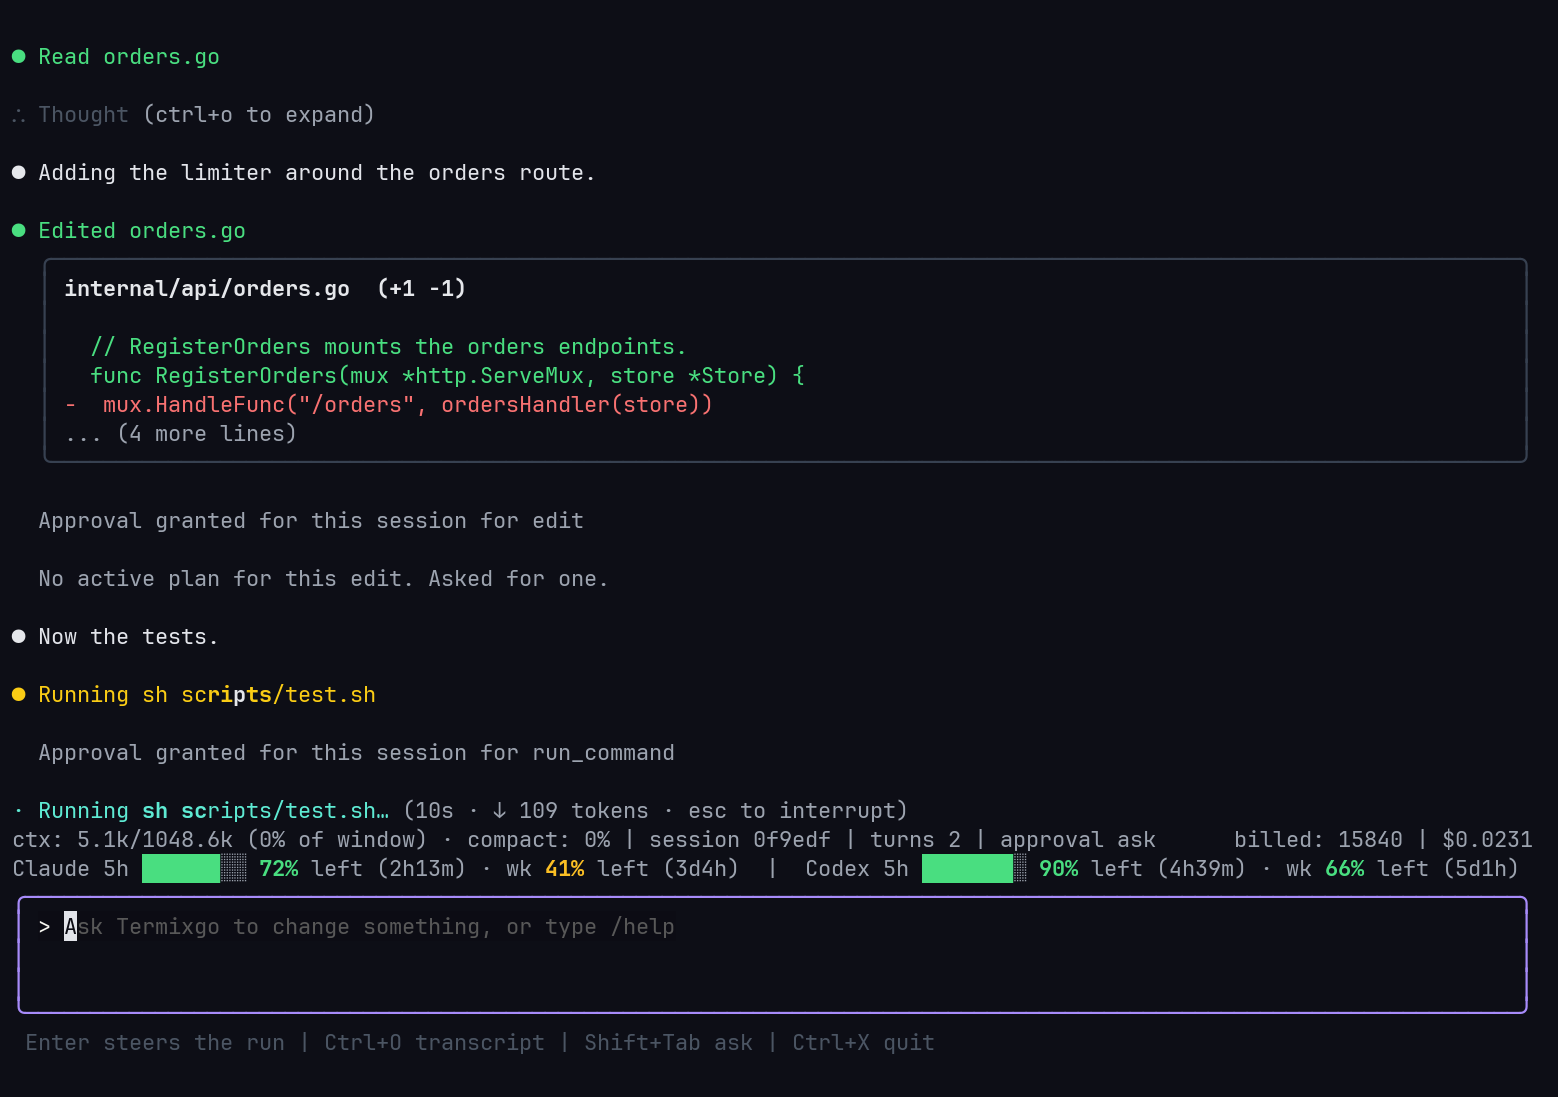 ● Read orders.go
∴ Thought (ctrl+o to expand)
● Adding the limiter around the orders route.
● Edited orders.go
internal/api/orders.go  (+1 -1)
// RegisterOrders mounts the orders endpoints.
func RegisterOrders(mux *http.ServeMux, store *Store) {
-  mux.HandleFunc("/orders", ordersHandler(store))
... (4 more lines)
Approval granted for this session for edit
No active plan for this edit. Asked for one.
● Now the tests.
● Running sh scripts/test.sh
Approval granted for this session for run_command
· Running sh scripts/test.sh… (10s · ↓ 109 tokens · esc to interrupt)
ctx: 5.1k/1048.6k (0% of window) · compact: 0% | session 0f9edf | turns 2 | approval ask      billed: 15840 | $0.0231
Claude 5h ██████░░ 72% left (2h13m) · wk 41% left (3d4h)  |  Codex 5h ███████░ 90% left (4h39m) · wk 66% left (5d1h)
> Ask Termixgo to change something, or type /help
Enter steers the run | Ctrl+O transcript | Shift+Tab ask | Ctrl+X quit